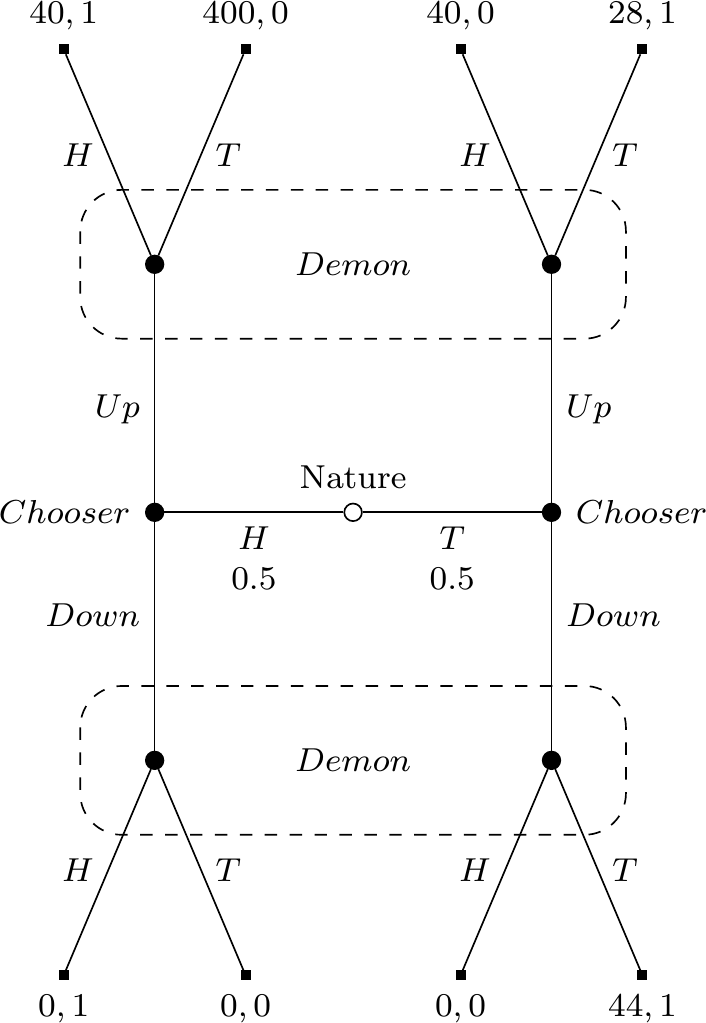 40, 1 400, 0 40, 0 28, 1
H T H T
Demon
Up Up
Nature
Chooser Chooser
H T
0.5 0.5
Down Down
Demon
H T H T
0, 1 0, 0 0, 0 44, 1